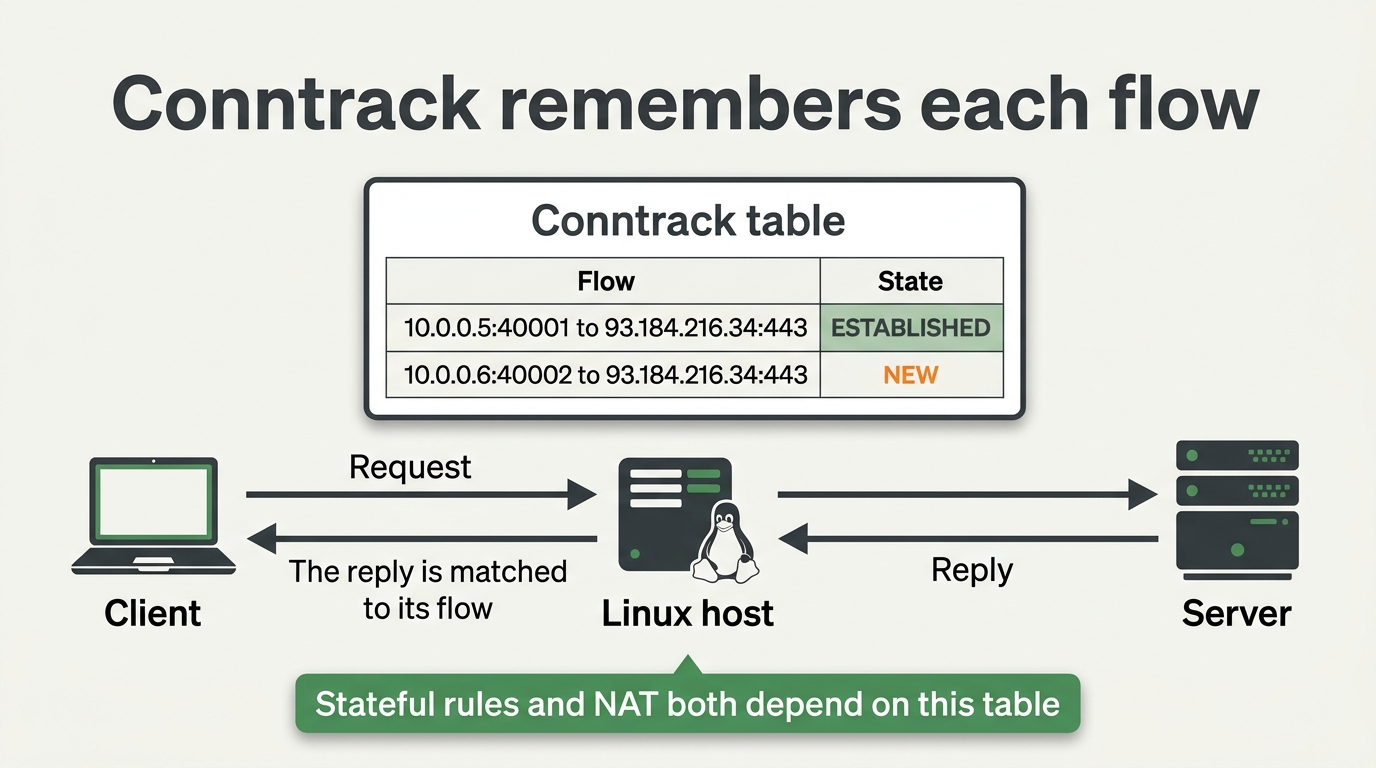 Conntrack remembers each flow
Conntrack table
Flow State
10.0.0.5:40001 to 93.184.216.34:443 ESTABLISHED
10.0.0.6:40002 to 93.184.216.34:443 NEW
Request
The reply is matched
to its flow
Reply
Client
Linux host
Server
Stateful rules and NAT both depend on this table